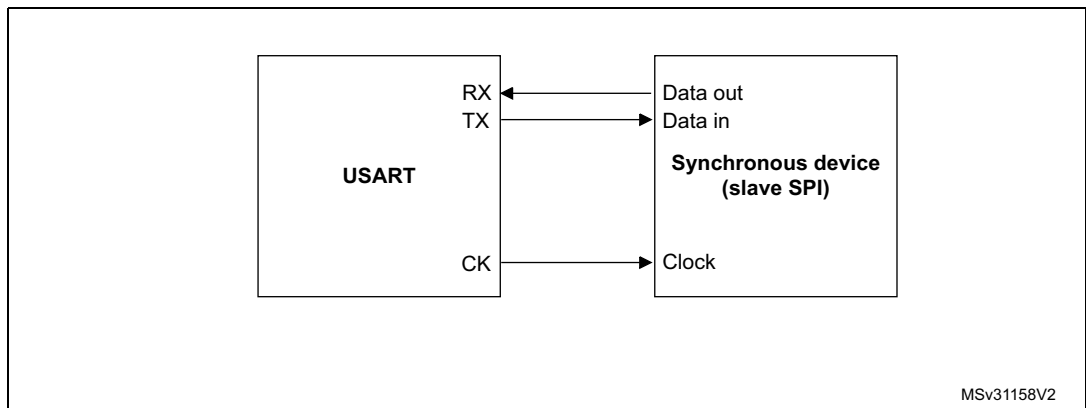 RX
TX
USART
CK
Data out
Data in
Synchronous device
(slave SPI)
Clock
MSv31158V2